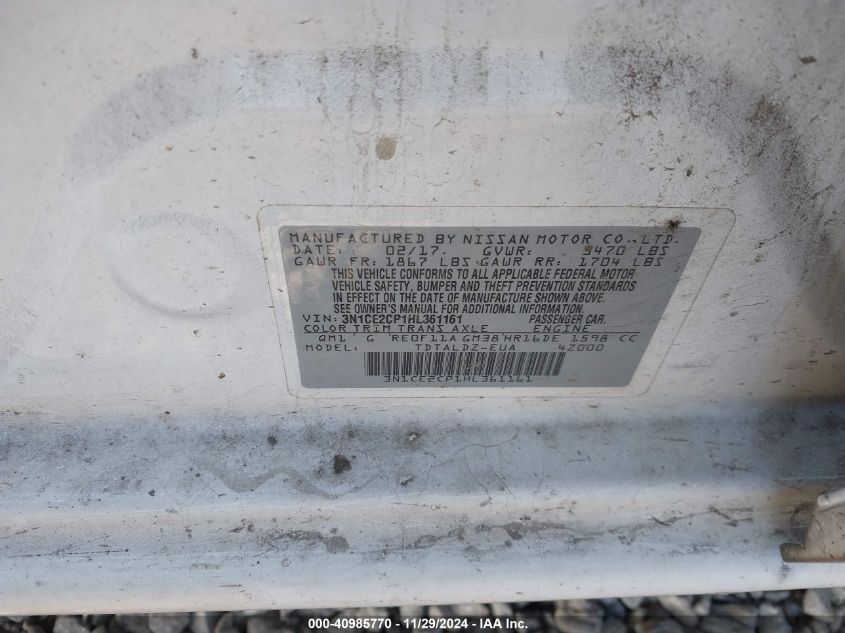 MANUFACTURED BY NISSAN MOTOR CO., LTD.
DATE: 02/17. GVWR: 3470 LBS
GAWR FR: 1867 LBS GAWR RR: 1704 LBS
THIS VEHICLE CONFORMS TO ALL APPLICABLE FEDERAL MOTOR
VEHICLE SAFETY, BUMPER AND THEFT PREVENTION STANDARDS
IN EFFECT ON THE DATE OF MANUFACTURE SHOWN ABOVE.
SEE OWNER'S MANUAL FOR ADDITIONAL INFORMATION.
VIN: 3N1CE2CP1HL361161 PASSENGER CAR.
COLOR TRIM TRANS AXLE ENGINE
QM1 G RE0F11A GM38 HR16DE 1598 CC
MODEL: TDTALDZ-EUA 4Z000
3N1CE2CP1HL361161
000-40985770 - 11/29/2024 - IAA.